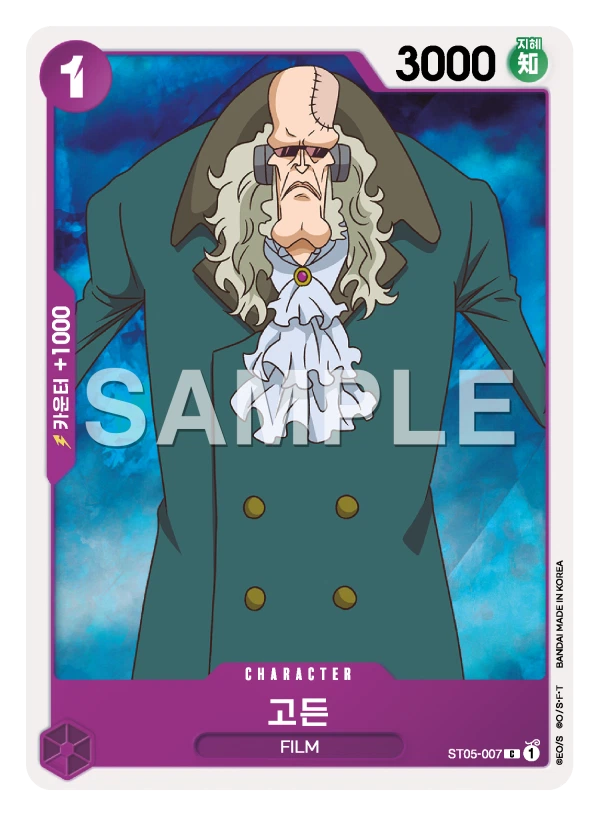 1
3000
지혜
知
카운터 +1000
SAMPLE
CHARACTER
고든
FILM
ST05-007 C 1
©EO/S ©O/S・F・T BANDAI MADE IN KOREA